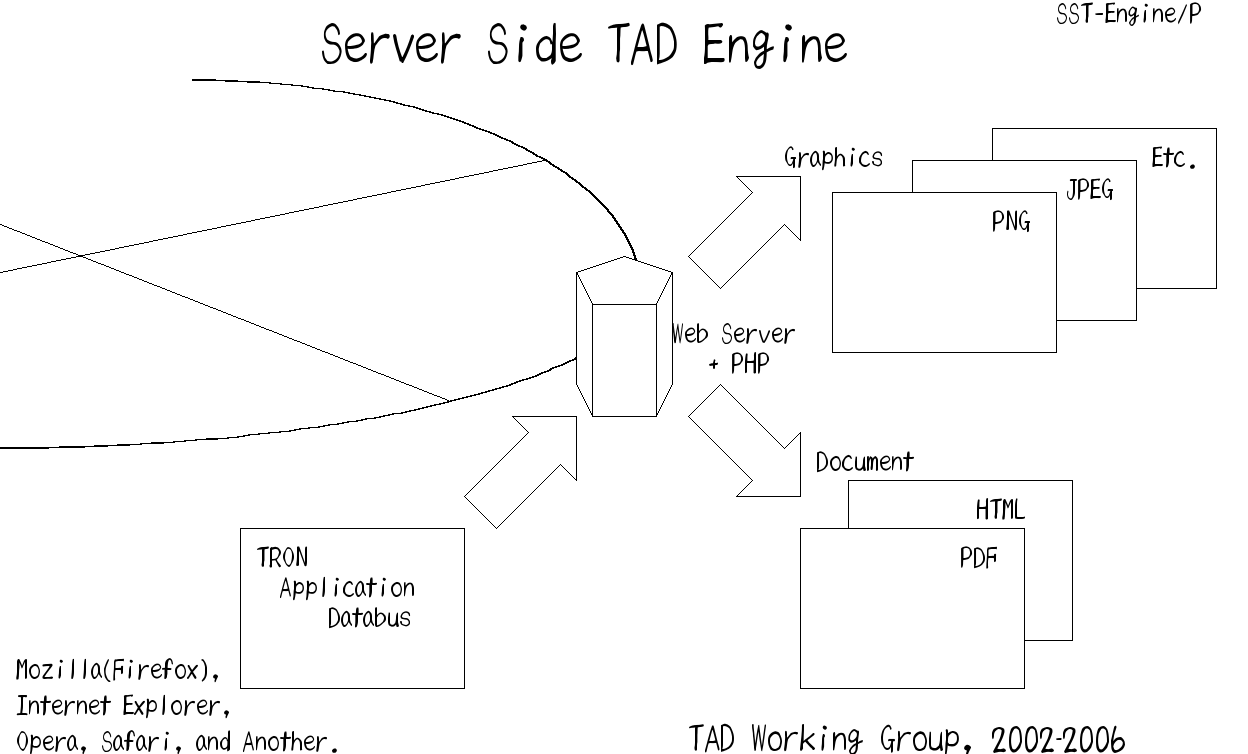 SST-Engine/P
Server Side TAD Engine
Graphics
Etc.
JPEG
PNG
Web Server
+ PHP
Document
HTML
PDF
TRON
Application
Databus
Mozilla(Firefox),
Internet Explorer,
Opera, Safari, and Another.
TAD Working Group, 2002-2006